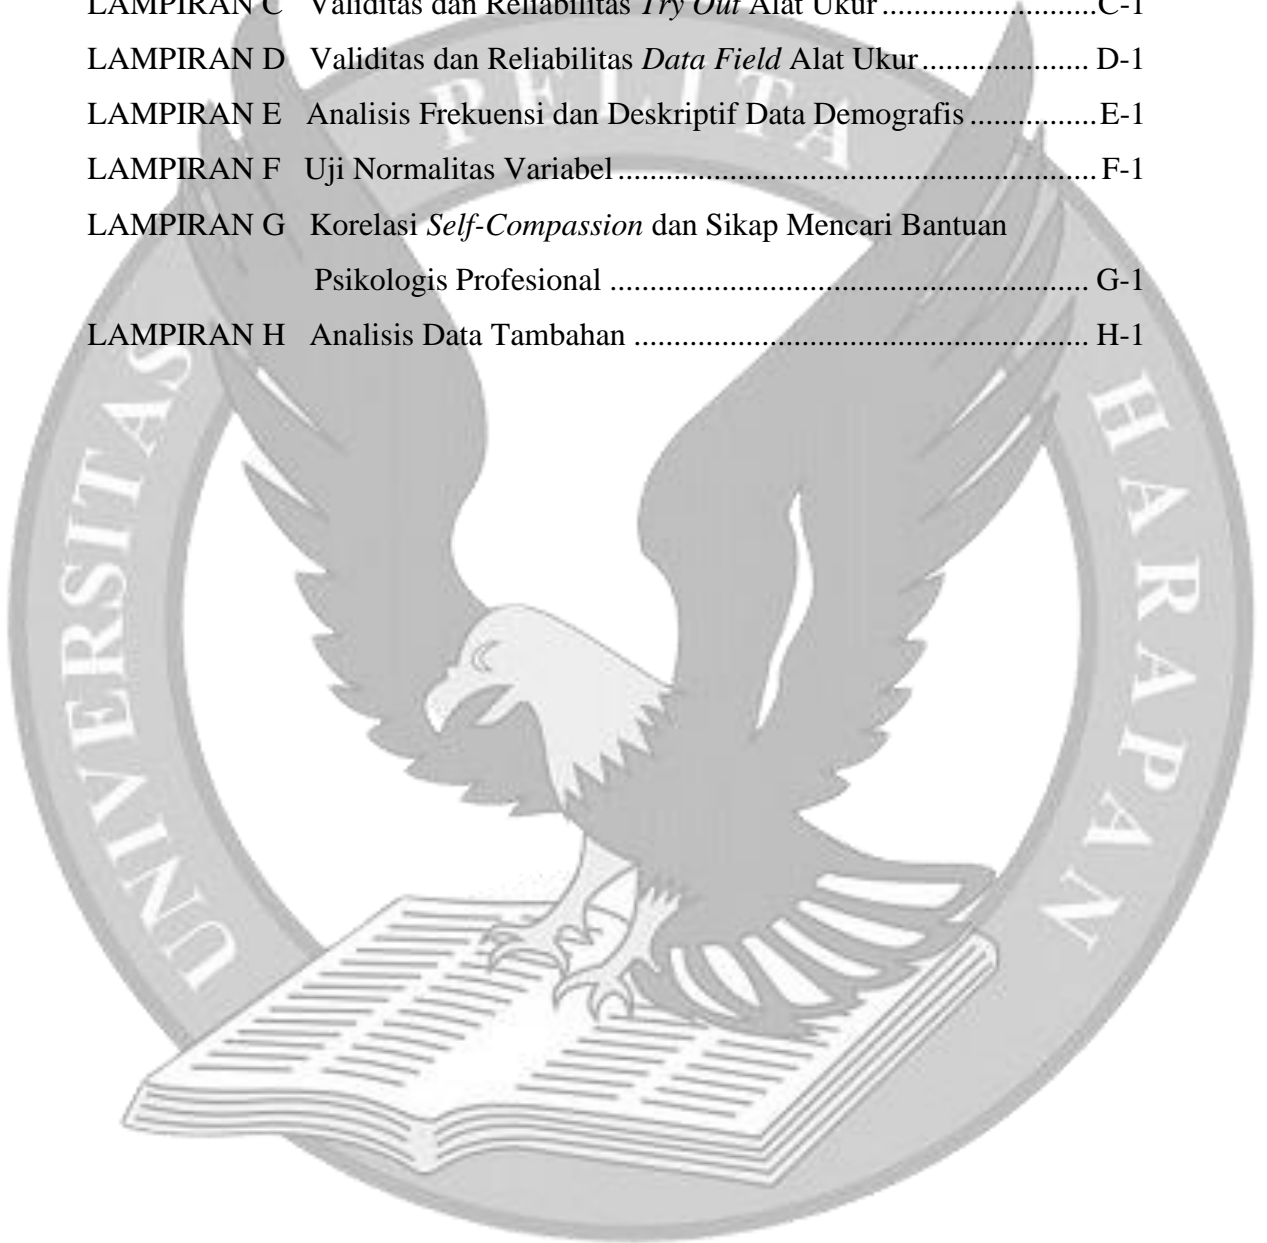 LAMPIRAN C Validitas dan Reliabilitas Try Out Alat Ukur...........................C-1
LAMPIRAN D Validitas dan Reliabilitas Data Field Alat Ukur..................... D-1
LAMPIRAN E Analisis Frekuensi dan Deskriptif Data Demografis................E-1
LAMPIRAN F Uji Normalitas Variabel............................................................F-1
LAMPIRAN G Korelasi Self-Compassion dan Sikap Mencari Bantuan
Psikologis Profesional ............................................................ G-1
LAMPIRAN H Analisis Data Tambahan ......................................................... H-1
UNIVERSITAS
PELITA
HARAPAN